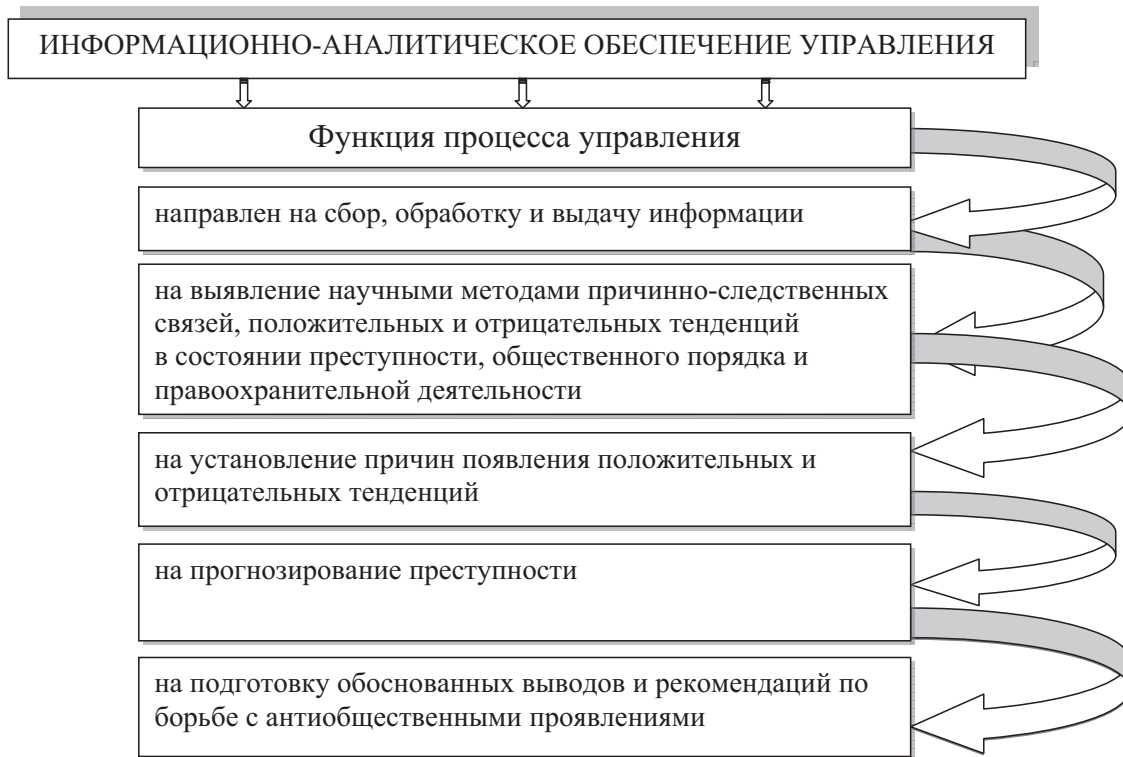 ИНФОРМАЦИОННО-АНАЛИТИЧЕСКОЕ ОБЕСПЕЧЕНИЕ УПРАВЛЕНИЯ
Функция процесса управления
направлен на сбор, обработку и выдачу информации
на выявление научными методами причинно-следственных
связей, положительных и отрицательных тенденций
в состоянии преступности, общественного порядка и
правоохранительной деятельности
на установление причин появления положительных и
отрицательных тенденций
на прогнозирование преступности
на подготовку обоснованных выводов и рекомендаций по
борьбе с антиобщественными проявлениями